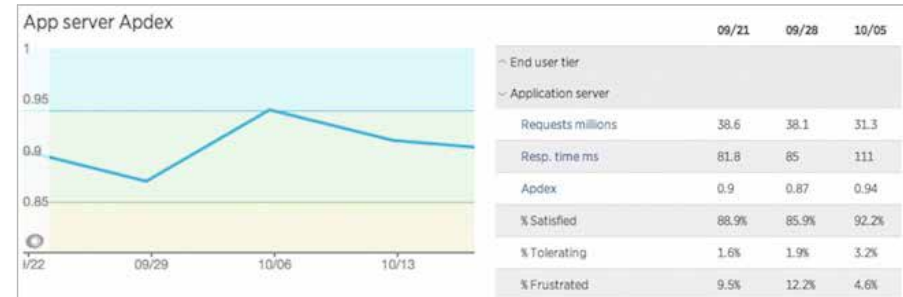 App server Apdex
1
0.95
0.9
0.85
09/29 10/06 10/13
09/21 09/28 10/05
End user tier
Application server
Requests millions 38.6 38.1 31.3
Resp. time ms 81.8 85 111
Apdex 0.9 0.87 0.94
% Satisfied 88.9% 85.9% 92.2%
% Tolerating 1.6% 1.9% 3.2%
% Frustrated 9.5% 12.2% 4.6%